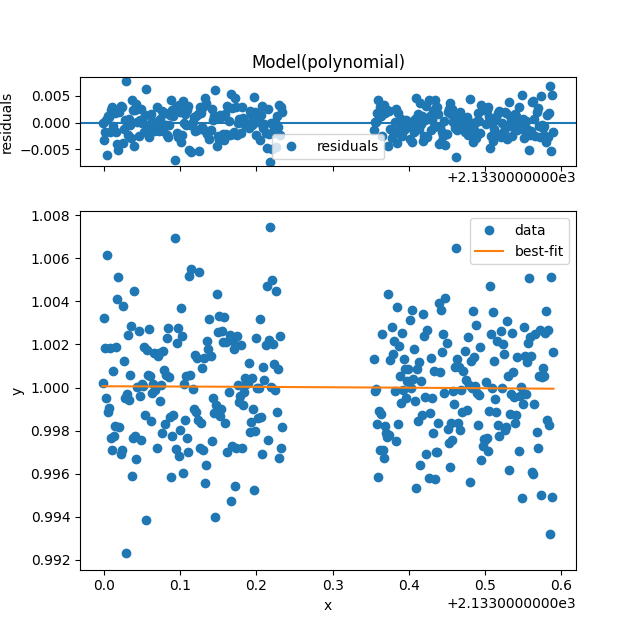 Model(polynomial)
residuals
0.005
0.000
−0.005
residuals
+2.1330000000e3
y
1.008
1.006
1.004
1.002
1.000
0.998
0.996
0.994
0.992
data
best-fit
0.0 0.1 0.2 0.3 0.4 0.5 0.6
x
+2.1330000000e3